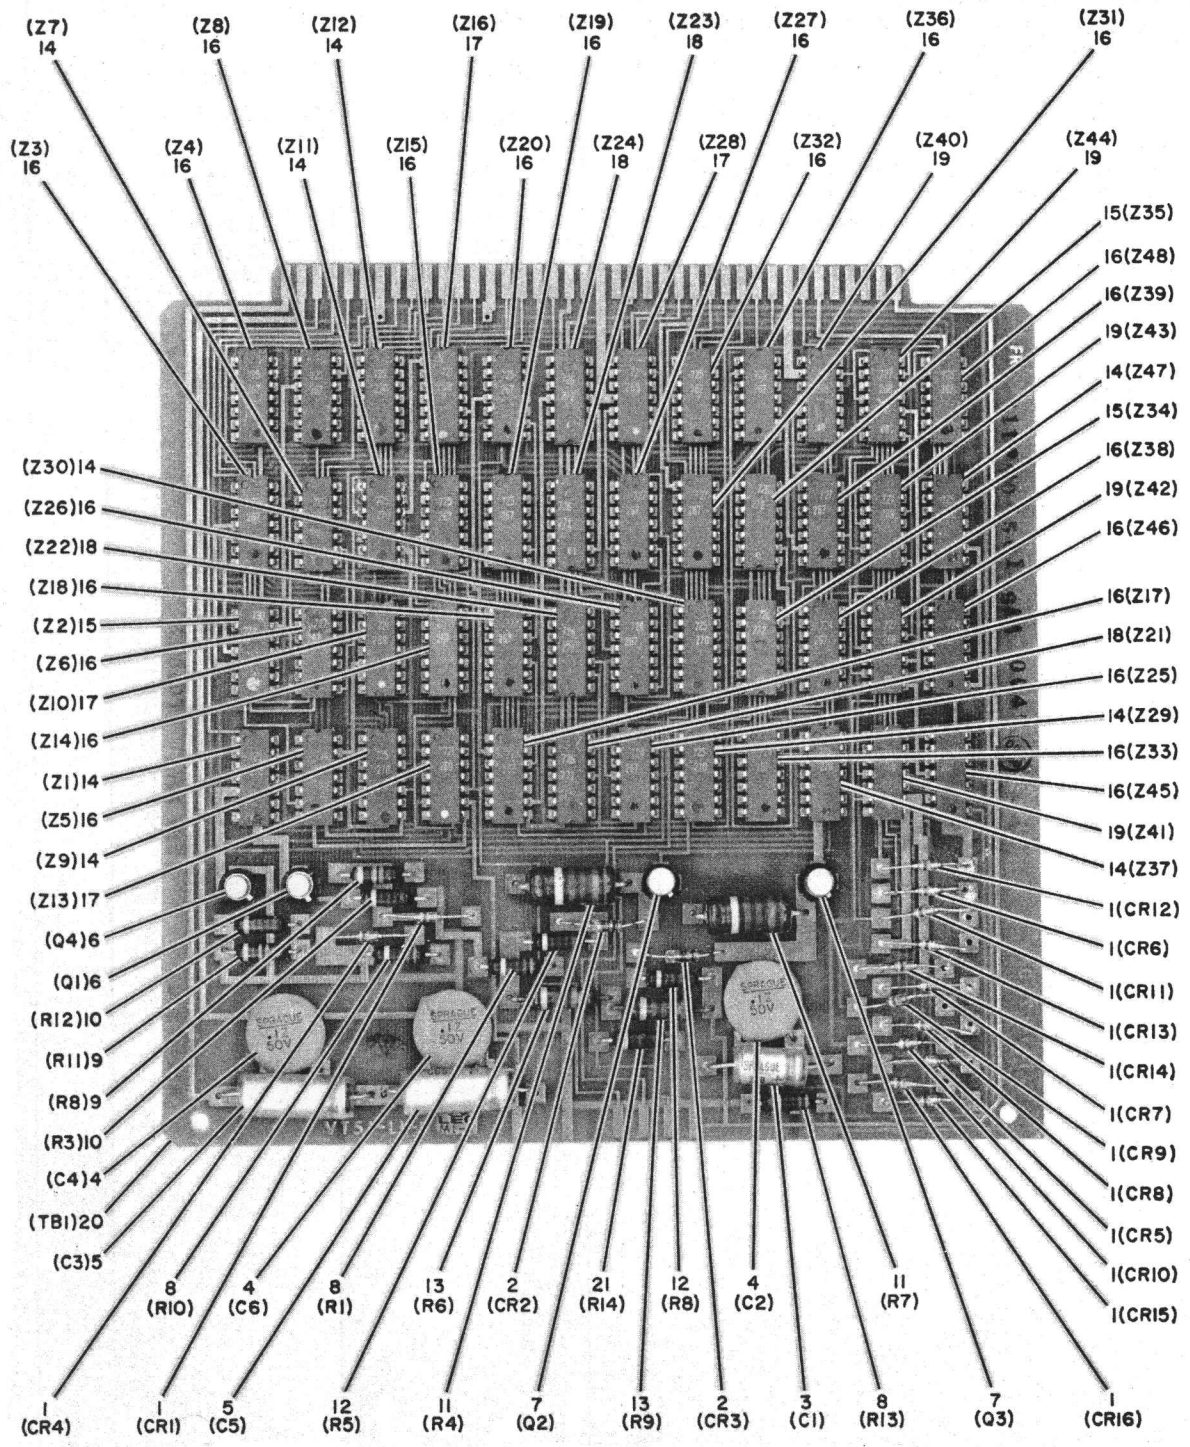 (Z7) (Z8) (Z12) (Z16) (Z19) (Z23) (Z27) (Z36) (Z31)
14 16 14 17 16 18 16 16 16
(Z3) (Z4) (Z11) (Z15) (Z20) (Z24) (Z28) (Z32) (Z40) (Z44)
16 16 14 16 16 18 17 16 19 19
15(Z35)
16(Z48)
16(Z39)
19(Z43)
14(Z47)
15(Z34)
16(Z38)
19(Z42)
16(Z46)
(Z30)14
(Z26)16
(Z22)18
(Z18)16
(Z2)15
(Z6)16
(Z10)17
(Z14)16
(Z1)14
(Z5)16
(Z9)14
(Z13)17
(Q4)6
(Q1)6
(R12)10
(R11)9
(R8)9
(R3)10
(C4)4
(TB1)20
(C3)5
16(Z17)
18(Z21)
16(Z25)
14(Z29)
16(Z33)
16(Z45)
19(Z41)
14(Z37)
1(CR12)
1(CR6)
1(CR11)
1(CR13)
1(CR14)
1(CR7)
1(CR9)
1(CR8)
1(CR5)
1(CR10)
1(CR15)
SPRAGUE
.1Z
50V
SPRAGUE
.1Z
50V
SPRAGUE
.1Z
50V
8 4 8 13 2 21 12 4 11
(R10) (C6) (R1) (R6) (CR2) (R14) (R8) (C2) (R7)
1 1 5 12 11 7 13 2 3 8 7 1
(CR4) (CR1) (C5) (R5) (R4) (Q2) (R9) (CR3) (C1) (R13) (Q3) (CR16)